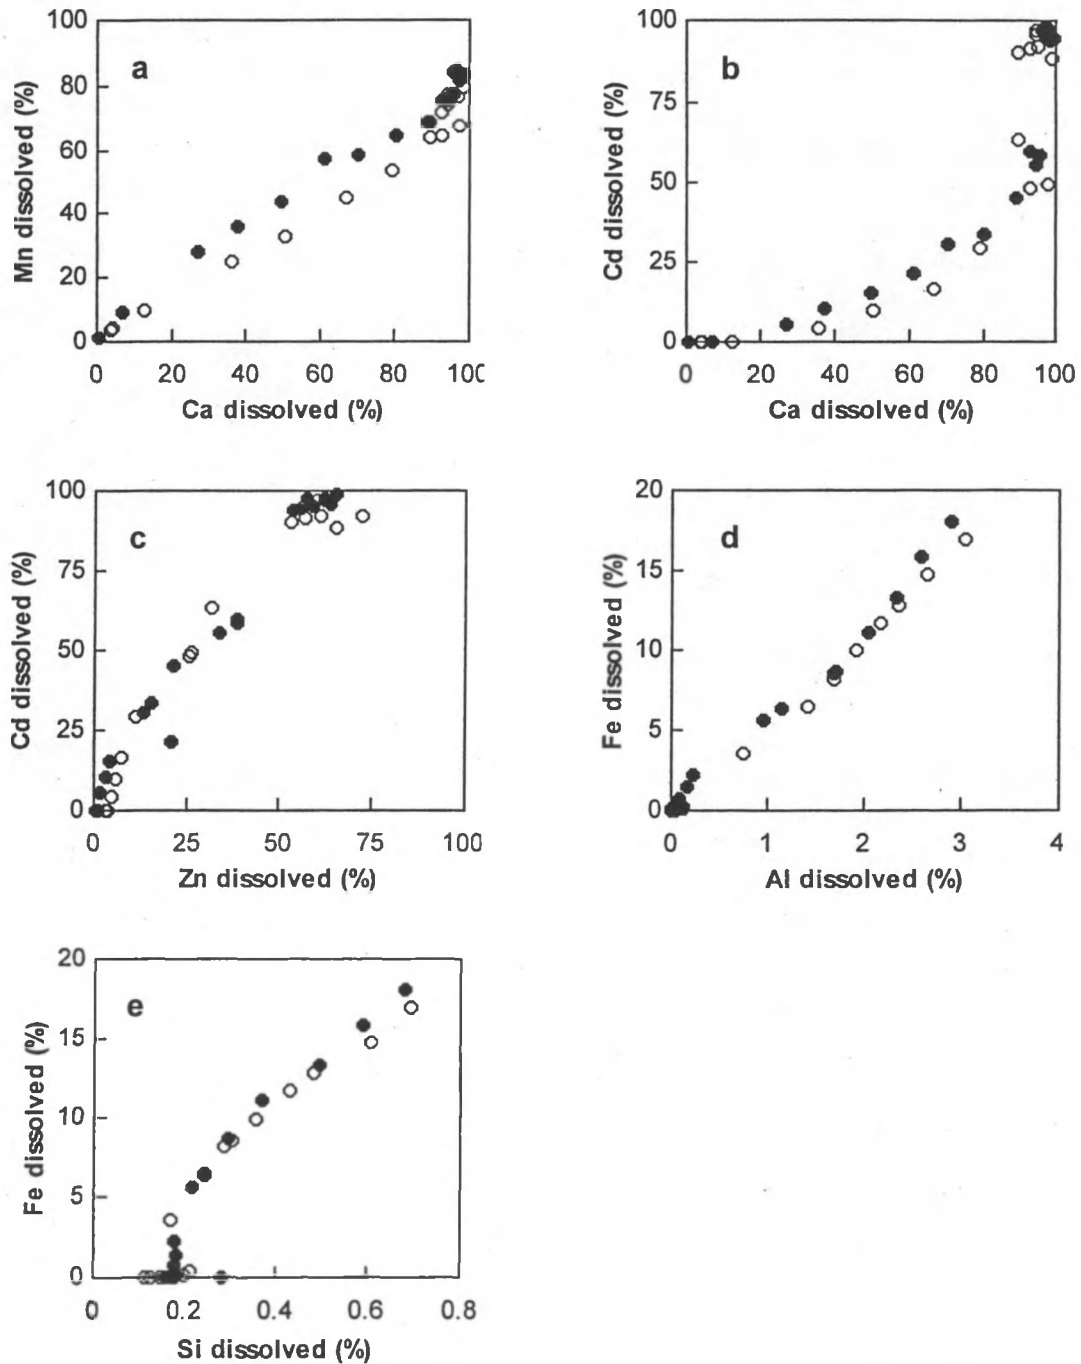 a
100
80
60
40
20
0
Mn dissolved (%)
0 20 40 60 80 100
Ca dissolved (%)
b
100
75
50
25
0
Cd dissolved (%)
0 20 40 60 80 100
Ca dissolved (%)
c
100
75
50
25
0
Cd dissolved (%)
0 25 50 75 100
Zn dissolved (%)
d
20
15
10
5
0
Fe dissolved (%)
0 1 2 3 4
Al dissolved (%)
e
20
15
10
5
0
Fe dissolved (%)
0 0.2 0.4 0.6 0.8
Si dissolved (%)